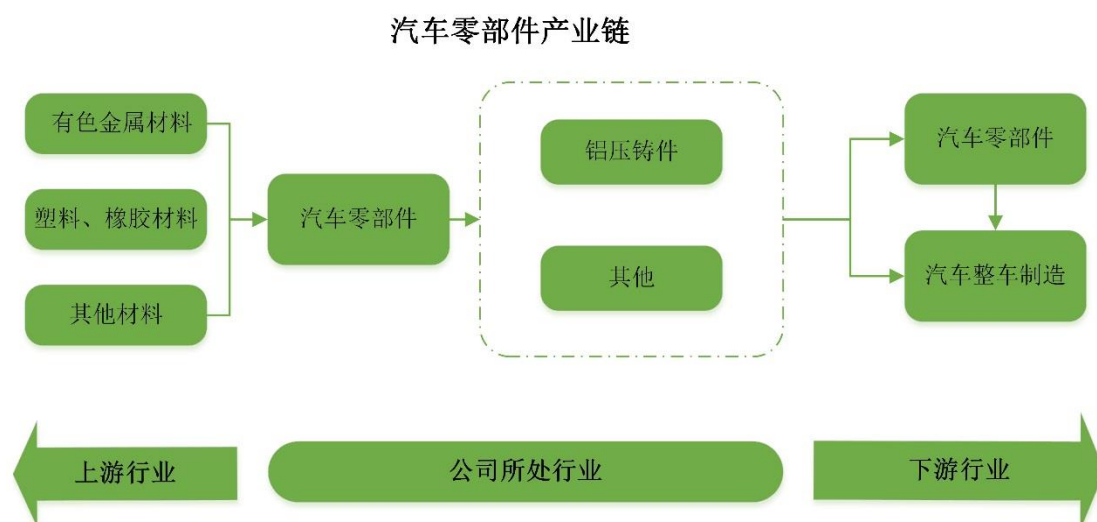 汽车零部件产业链
有色金属材料
塑料、橡胶材料
其他材料
汽车零部件
铝压铸件
其他
汽车零部件
汽车整车制造
上游行业
公司所处行业
下游行业